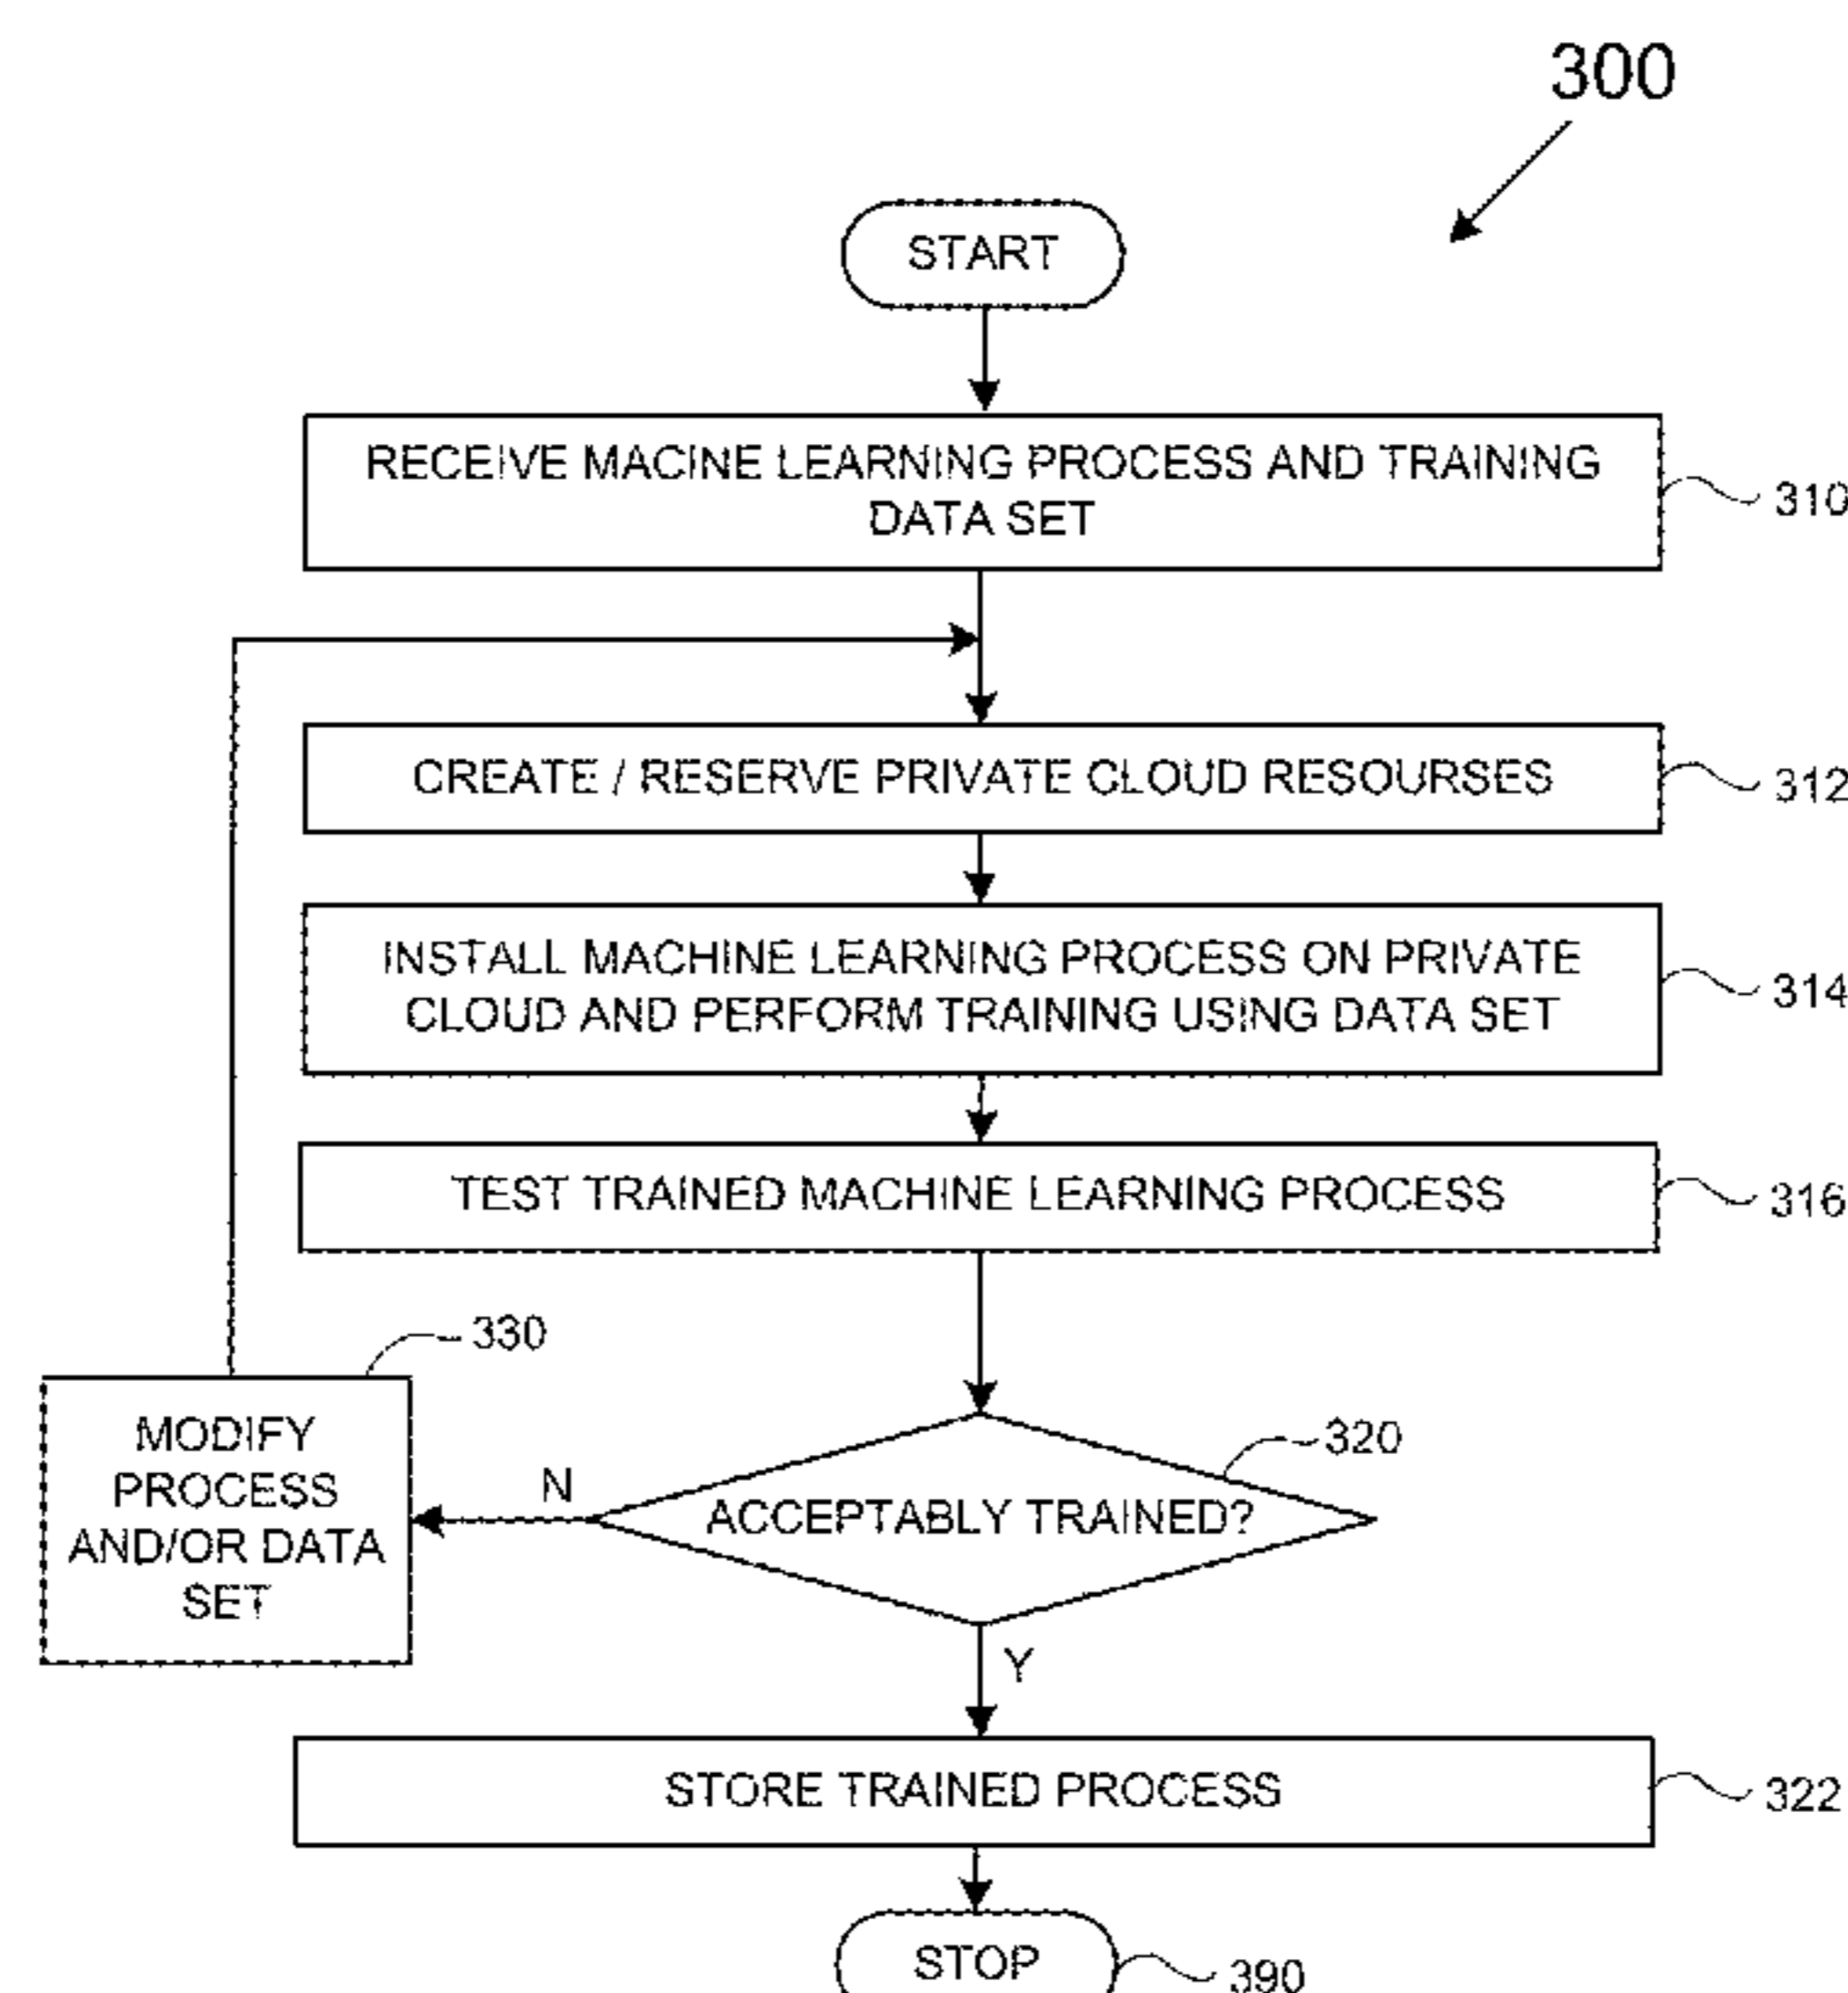 300
START
RECEIVE MACINE LEARNING PROCESS AND TRAINING
DATA SET
310
CREATE / RESERVE PRIVATE CLOUD RESOURSES
312
INSTALL MACHINE LEARNING PROCESS ON PRIVATE
CLOUD AND PERFORM TRAINING USING DATA SET
314
TEST TRAINED MACHINE LEARNING PROCESS
316
330
MODIFY
PROCESS
AND/OR DATA
SET
N
320
ACCEPTABLY TRAINED?
Y
STORE TRAINED PROCESS
322
STOP
390